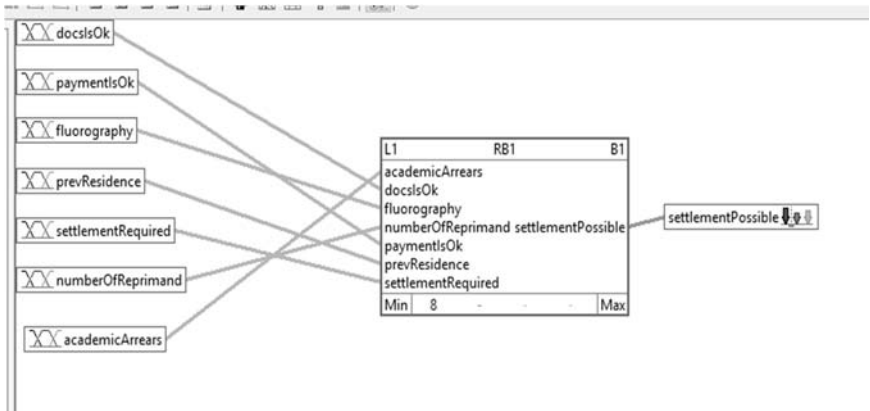 docsIsOk
paymentIsOk
fluorography
prevResidence
settlementRequired
numberOfReprimand
academicArrears
L1 RB1 B1
academicArrears
docsIsOk
fluorography
numberOfReprimand settlementPossible
paymentIsOk
prevResidence
settlementRequired
Min 8 - - - Max
settlementPossible